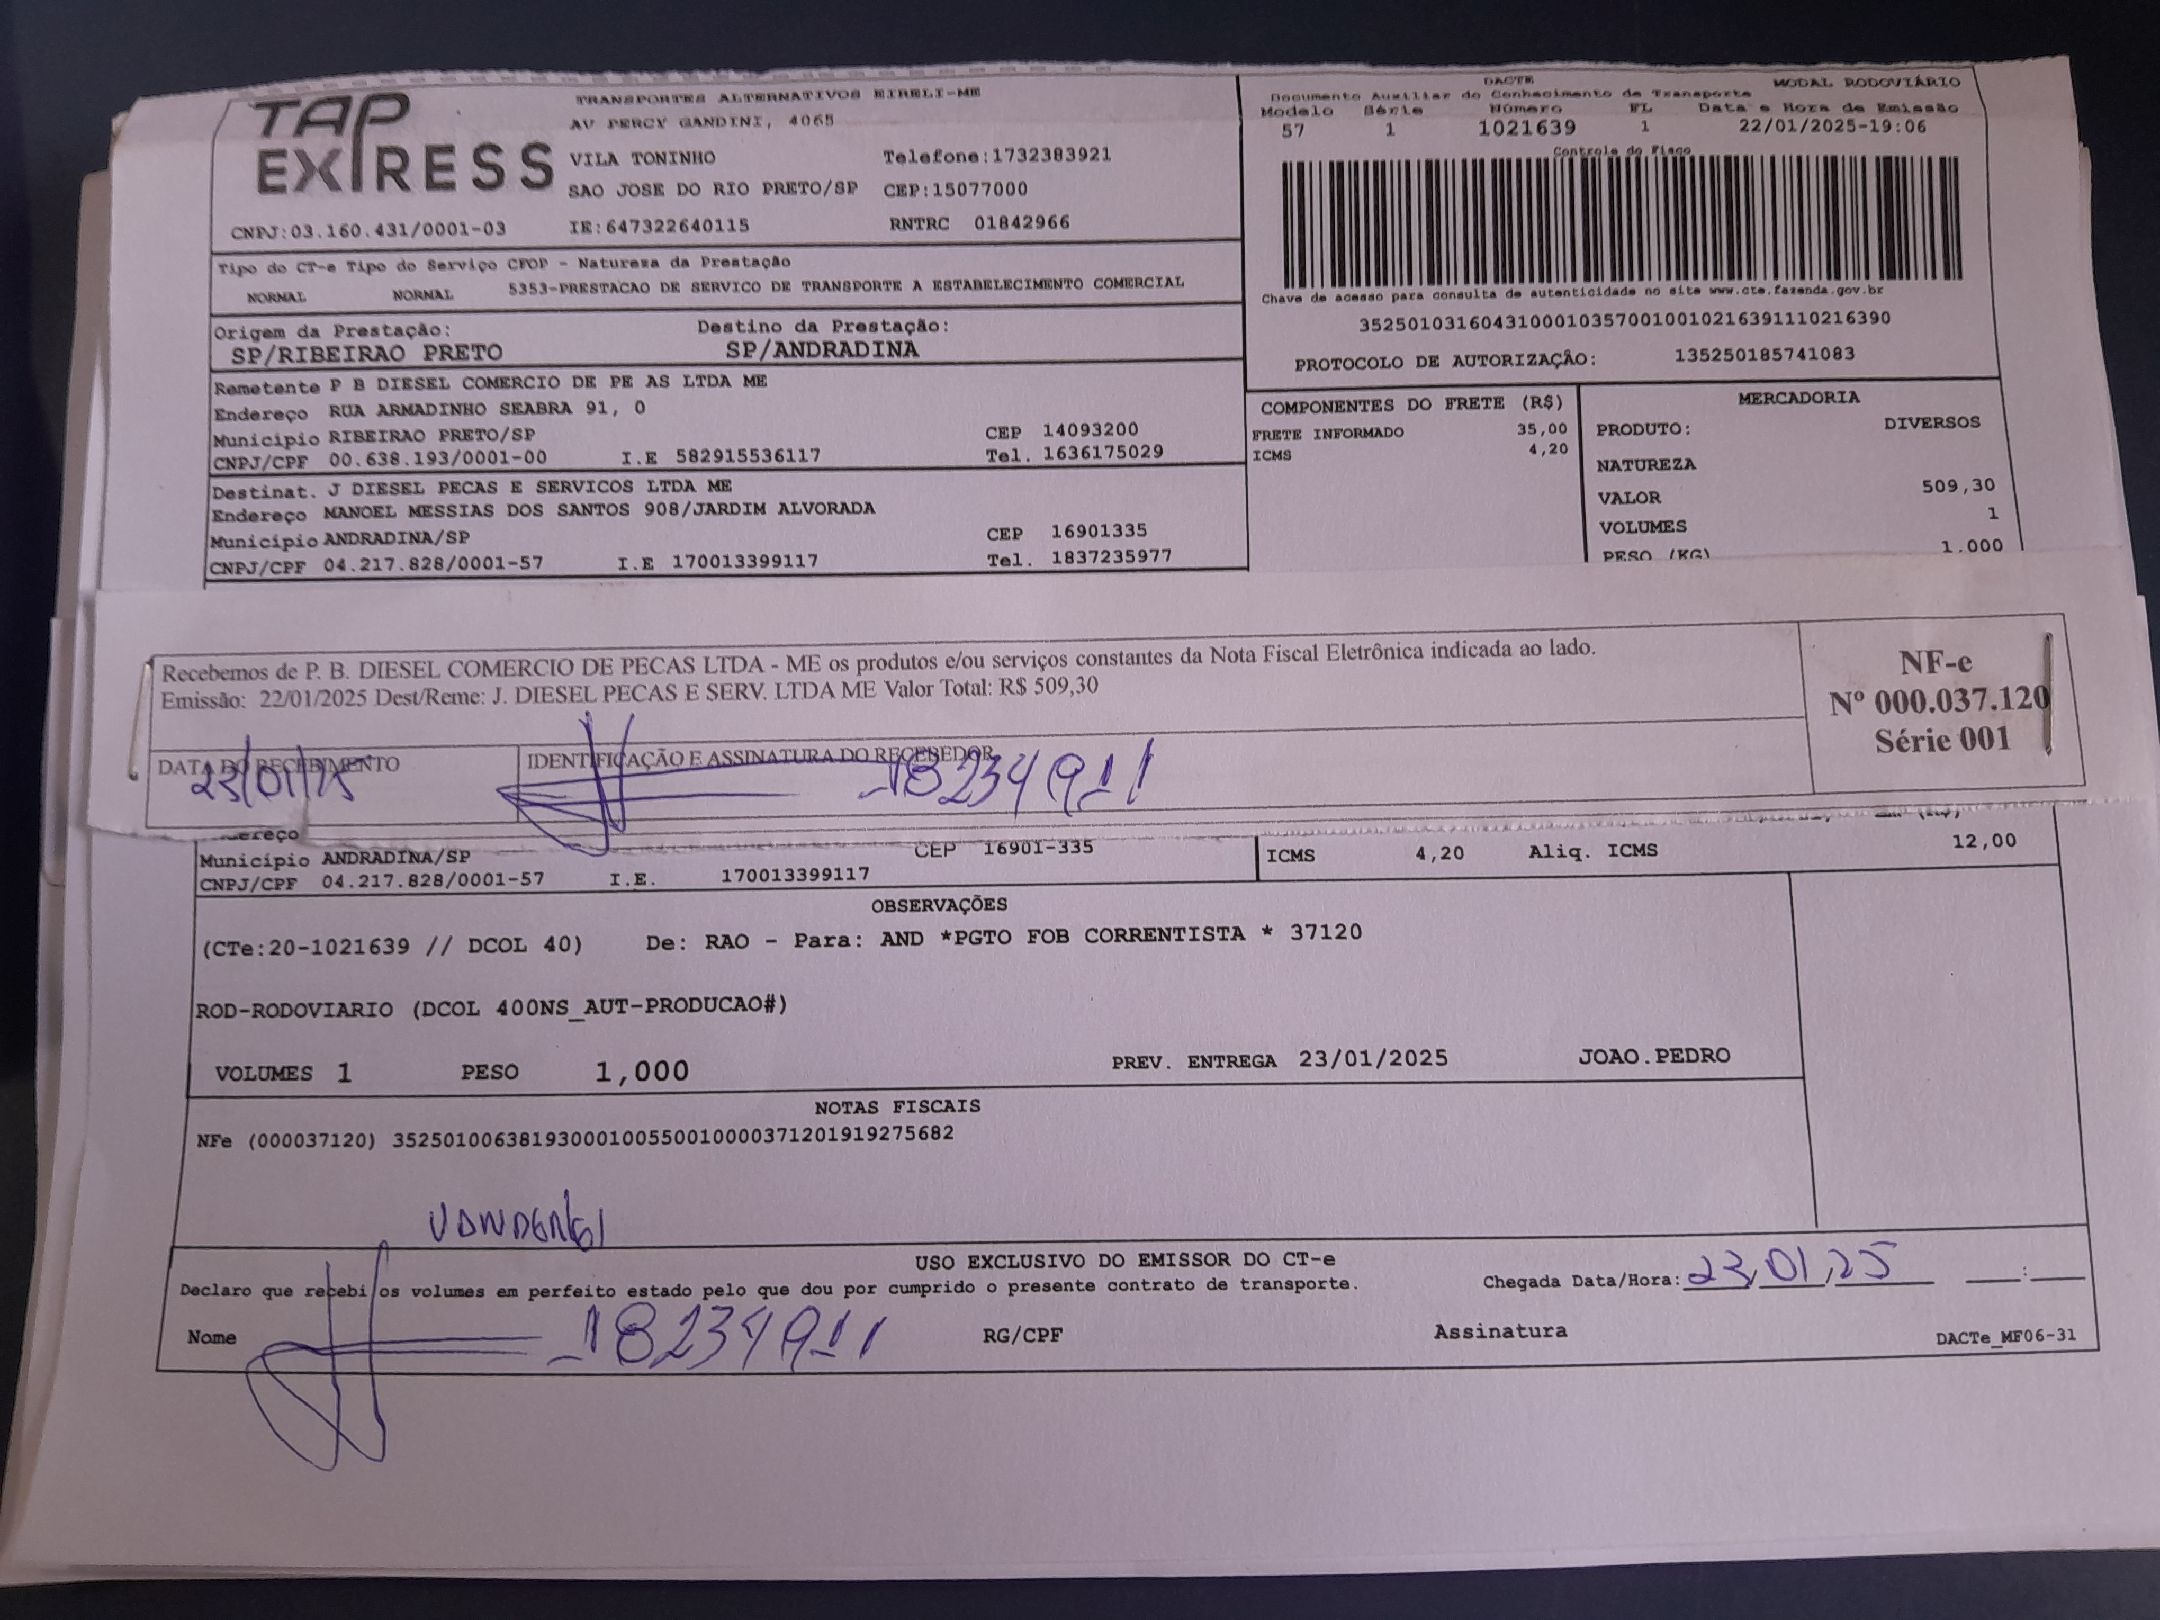 TAP EXPRESS
TRANSPORTES ALTERNATIVOS EIRELI-ME
AV PERCY GANDINI, 4065
VILA TONINHO Telefone:1732383921
SAO JOSE DO RIO PRETO/SP CEP:15077000
CNPJ:03.160.431/0001-03 IE:647322640115 RNTRC 01842966
DACTE MODAL RODOVIÁRIO
Documento Auxiliar do Conhecimento de Transporte
Modelo Série Número FL Data e Hora de Emissão
57 1 1021639 1 22/01/2025-19:06
Controle do Fisco
Chave de acesso para consulta de autenticidade no site www.cte.fazenda.gov.br
35250103160431000103570010010216391110216390
PROTOCOLO DE AUTORIZAÇÃO: 135250185741083
Tipo do CT-e Tipo do Serviço CFOP - Natureza da Prestação
NORMAL NORMAL 5353-PRESTACAO DE SERVICO DE TRANSPORTE A ESTABELECIMENTO COMERCIAL
Origem da Prestação: Destino da Prestação:
SP/RIBEIRAO PRETO SP/ANDRADINA
Remetente P B DIESEL COMERCIO DE PE AS LTDA ME
Endereço RUA ARMADINHO SEABRA 91, 0
Município RIBEIRAO PRETO/SP CEP 14093200
CNPJ/CPF 00.638.193/0001-00 I.E 582915536117 Tel. 1636175029
Destinat. J DIESEL PECAS E SERVICOS LTDA ME
Endereço MANOEL MESSIAS DOS SANTOS 908/JARDIM ALVORADA
Município ANDRADINA/SP CEP 16901335
CNPJ/CPF 04.217.828/0001-57 I.E 170013399117 Tel. 1837235977
COMPONENTES DO FRETE (R$)
FRETE INFORMADO 35,00
ICMS 4,20
MERCADORIA
PRODUTO: DIVERSOS
NATUREZA
VALOR 509,30
VOLUMES 1
PESO (KG) 1.000
Recebemos de P. B. DIESEL COMERCIO DE PECAS LTDA - ME os produtos e/ou serviços constantes da Nota Fiscal Eletrônica indicada ao lado.
Emissão: 22/01/2025 Dest/Reme: J. DIESEL PECAS E SERV. LTDA ME Valor Total: R$ 509,30
NF-e
Nº 000.037.120
Série 001
DATA DO RECEBIMENTO IDENTIFICAÇÃO E ASSINATURA DO RECEBEDOR
23/01/25
Município ANDRADINA/SP CEP 16901-335
CNPJ/CPF 04.217.828/0001-57 I.E. 170013399117
ICMS 4,20 Aliq. ICMS 12,00
OBSERVAÇÕES
(CTe:20-1021639 // DCOL 40) De: RAO - Para: AND *PGTO FOB CORRENTISTA * 37120
ROD-RODOVIARIO (DCOL 400NS_AUT-PRODUCAO#)
VOLUMES 1 PESO 1,000 PREV. ENTREGA 23/01/2025 JOAO.PEDRO
NOTAS FISCAIS
NFe (000037120) 35250100638193000100550010000371201919275682
USO EXCLUSIVO DO EMISSOR DO CT-e
Declaro que recebi os volumes em perfeito estado pelo que dou por cumprido o presente contrato de transporte. Chegada Data/Hora: 23/01/25 __:__
Nome RG/CPF Assinatura DACTe_MF06-31